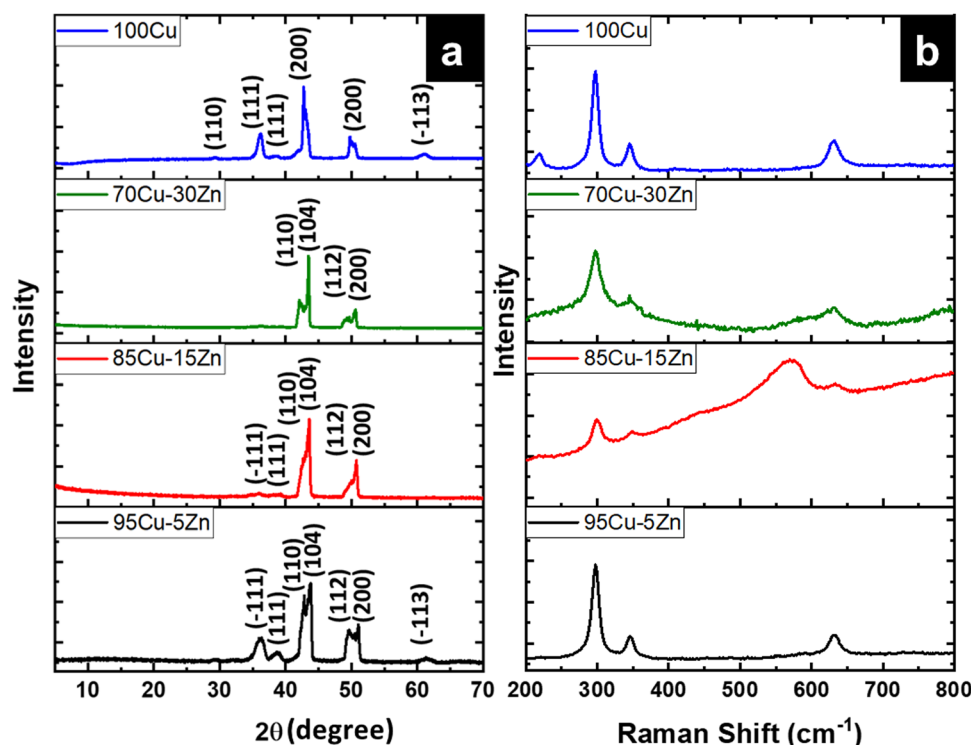 100Cu
a
(110)
(111)
(111)
(200)
(200)
(-113)
70Cu-30Zn
(110)
(104)
(112)
(200)
85Cu-15Zn
(-111)
(111)
(110)
(104)
(112)
(200)
95Cu-5Zn
(-111)
(111)
(110)
(104)
(112)
(200)
(-113)
Intensity
10 20 30 40 50 60 70
2θ (degree)
b
100Cu
70Cu-30Zn
85Cu-15Zn
95Cu-5Zn
Intensity
200 300 400 500 600 700 800
Raman Shift (cm⁻¹)